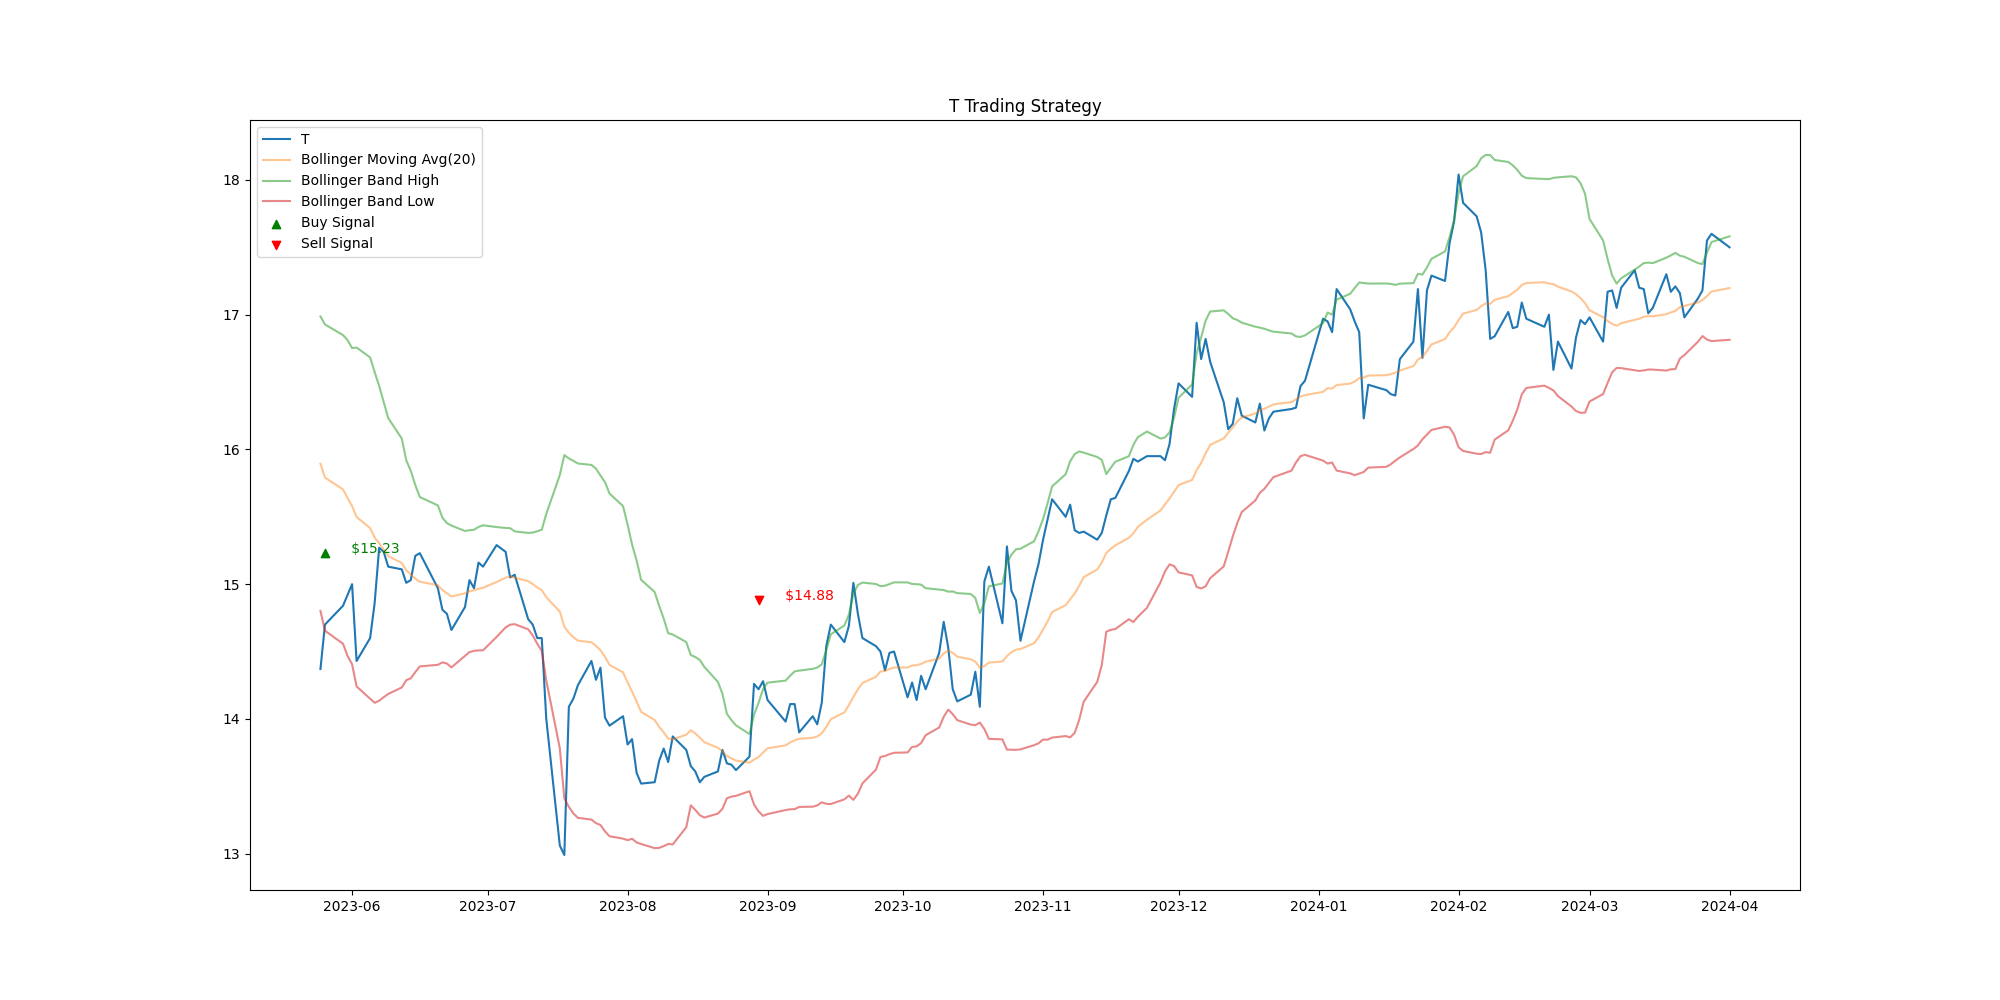 T Trading Strategy
T
Bollinger Moving Avg(20)
Bollinger Band High
Bollinger Band Low
Buy Signal
Sell Signal
18
17
16
15
14
13
$15.23
$14.88
2023-06 2023-07 2023-08 2023-09 2023-10 2023-11 2023-12 2024-01 2024-02 2024-03 2024-04